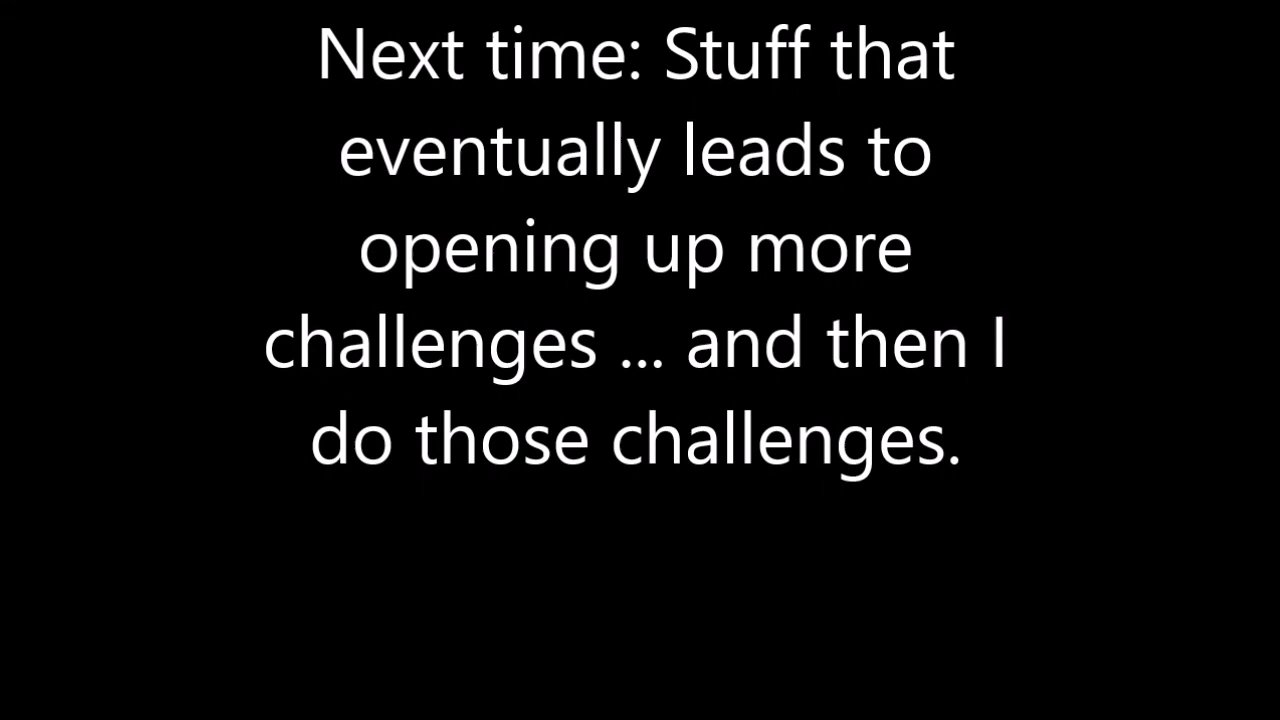 Next time: Stuff that
eventually leads to
opening up more
challenges ... and then I
do those challenges.